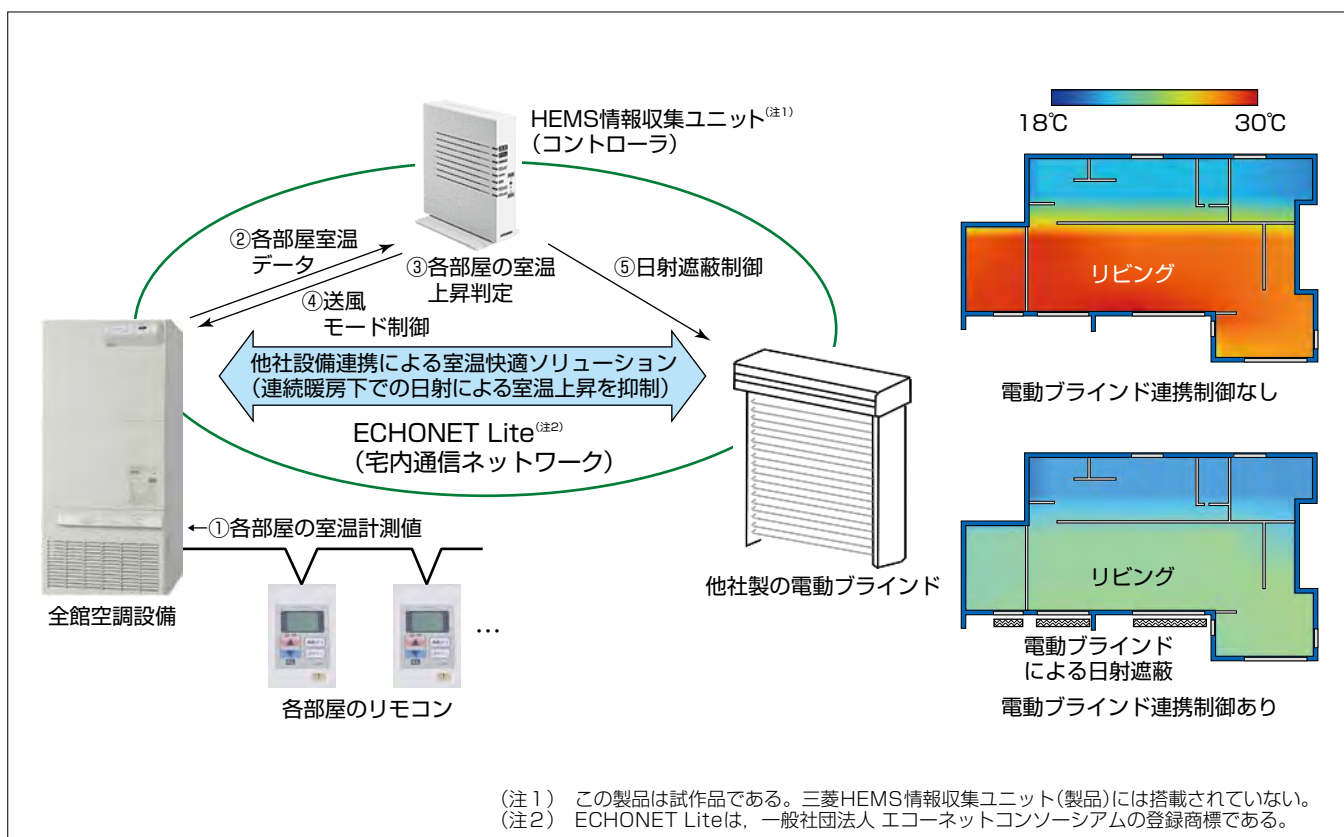 HEMS情報収集ユニット(注1)
(コントローラ)
②各部屋室温
データ
③各部屋の室温
上昇判定
④送風
モード制御
⑤日射遮蔽制御
他社設備連携による室温快適ソリューション
(連続暖房下での日射による室温上昇を抑制)
ECHONET Lite(注2)
(宅内通信ネットワーク)
←①各部屋の室温計測値
全館空調設備
…
各部屋のリモコン
他社製の電動ブラインド
18℃ 30℃
リビング
電動ブラインド連携制御なし
リビング
電動ブラインド
による日射遮蔽
電動ブラインド連携制御あり
(注1) この製品は試作品である。三菱HEMS情報収集ユニット(製品)には搭載されていない。
(注2) ECHONET Liteは,一般社団法人 エコーネットコンソーシアムの登録商標である。